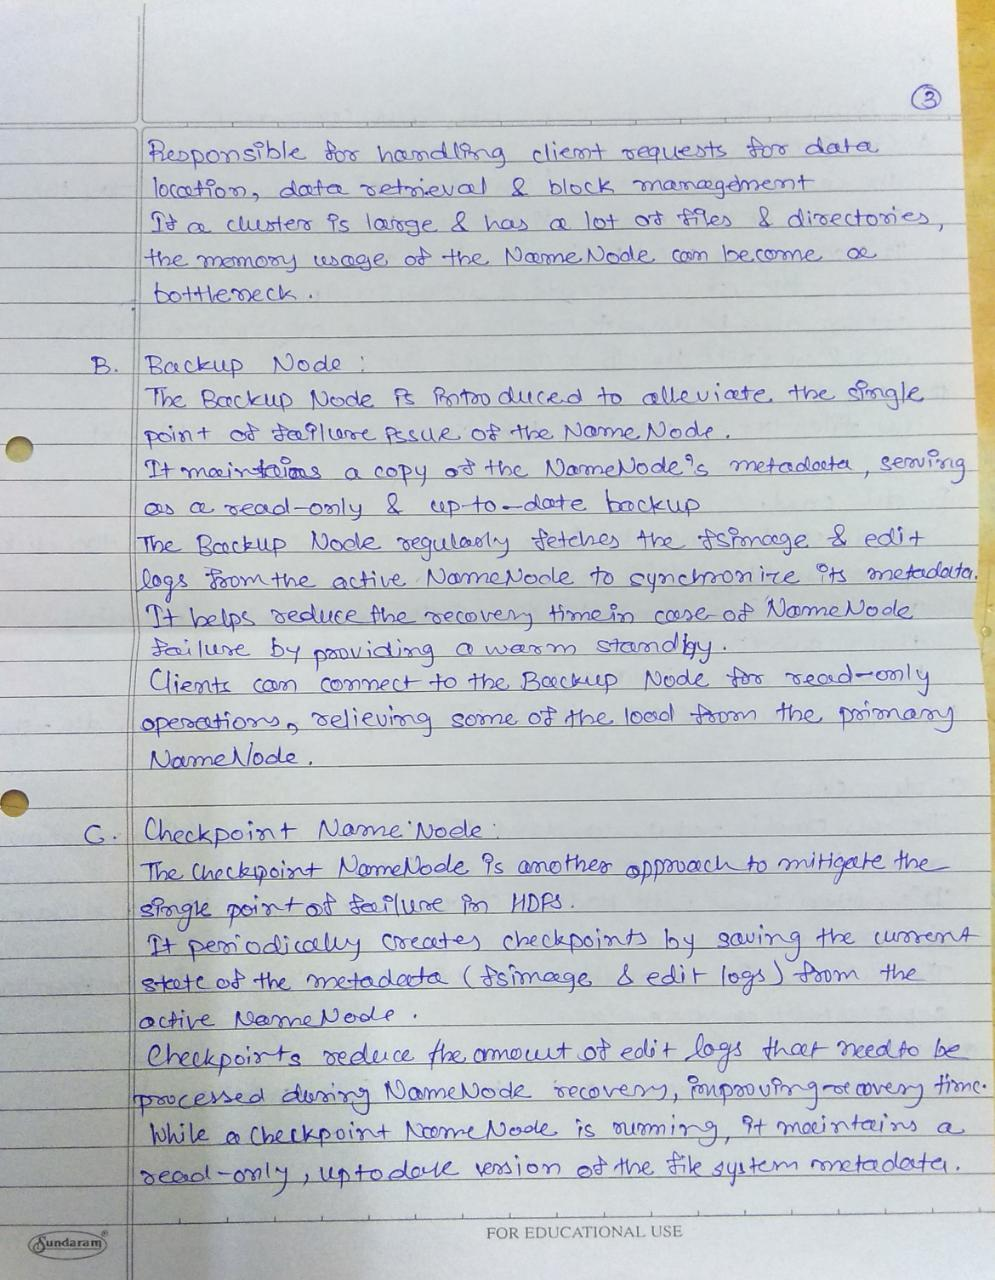 3
Responsible for handling client requests for data
location, data retrieval & block management
If a cluster is large & has a lot of files & directories,
the memory usage of the NameNode can become a
bottleneck.
B. Backup Node :
The Backup Node is introduced to alleviate the single
point of failure issue of the NameNode.
It maintains a copy of the NameNode's metadata, serving
as a read-only & up-to-date backup
The Backup Node regularly fetches the fsimage & edit
logs from the active NameNode to synchronize its metadata.
It helps reduce the recovery time in case of NameNode
failure by providing a warm standby.
Clients can connect to the Backup Node for read-only
operations, relieving some of the load from the primary
NameNode.
C. Checkpoint NameNode :
The Checkpoint NameNode is another approach to mitigate the
single point of failure in HDFS.
It periodically creates checkpoints by saving the current
state of the metadata (fsimage & edit logs) from the
active NameNode.
Checkpoints reduce the amout of edit logs that need to be
processed during NameNode recovery, improving recovery time.
While a Checkpoint NameNode is running, it maintains a
read-only, up to date version of the file system metadata.
Sundaram®
FOR EDUCATIONAL USE